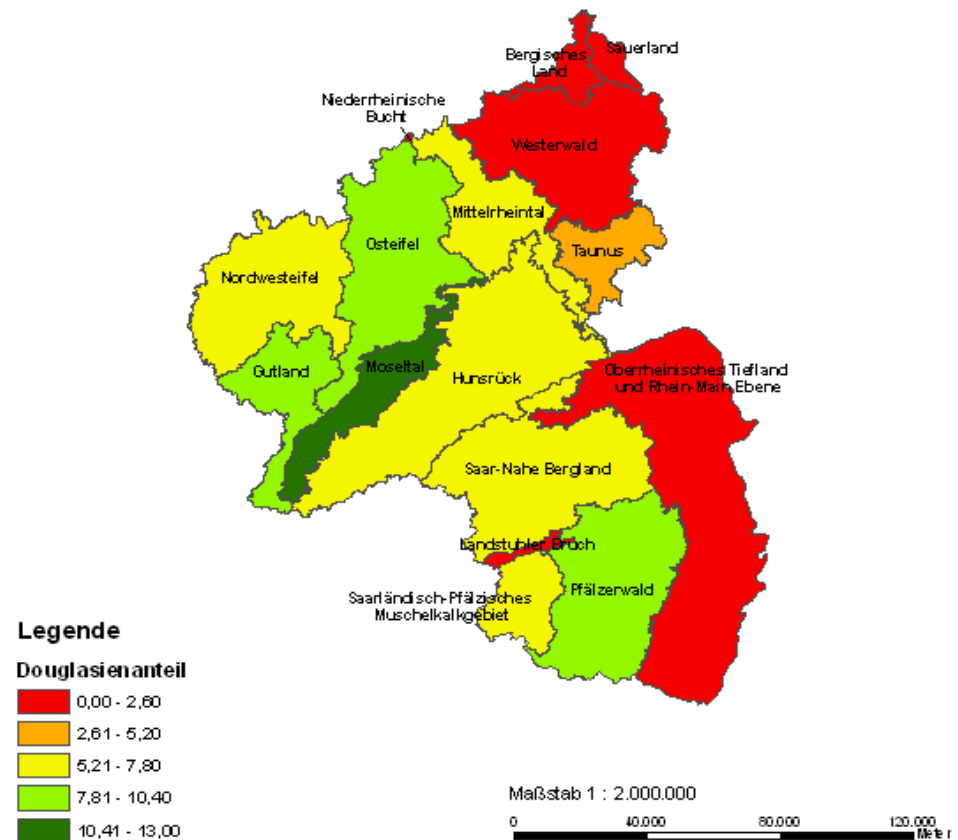 Sauerland
Bergisches
Land
Niederrheinische
Bucht
Westerwald
Mittelrheintal
Osteifel
Taunus
Nordwesteifel
Moseltal
Gutland
Hunsrück
Oberrheinisches Tiefland
und Rhein-Main Ebene
Saar-Nahe Bergland
Landstuhler Bruch
Saarländisch-Pfälzisches
Muschelkalkgebiet
Pfälzerwald
Legende
Douglasienanteil
0,00 - 2,60
2,61 - 5,20
5,21 - 7,80
7,81 - 10,40
10,41 - 13,00
Maßstab 1 : 2.000.000
0 40.000 80.000 120.000
Meter